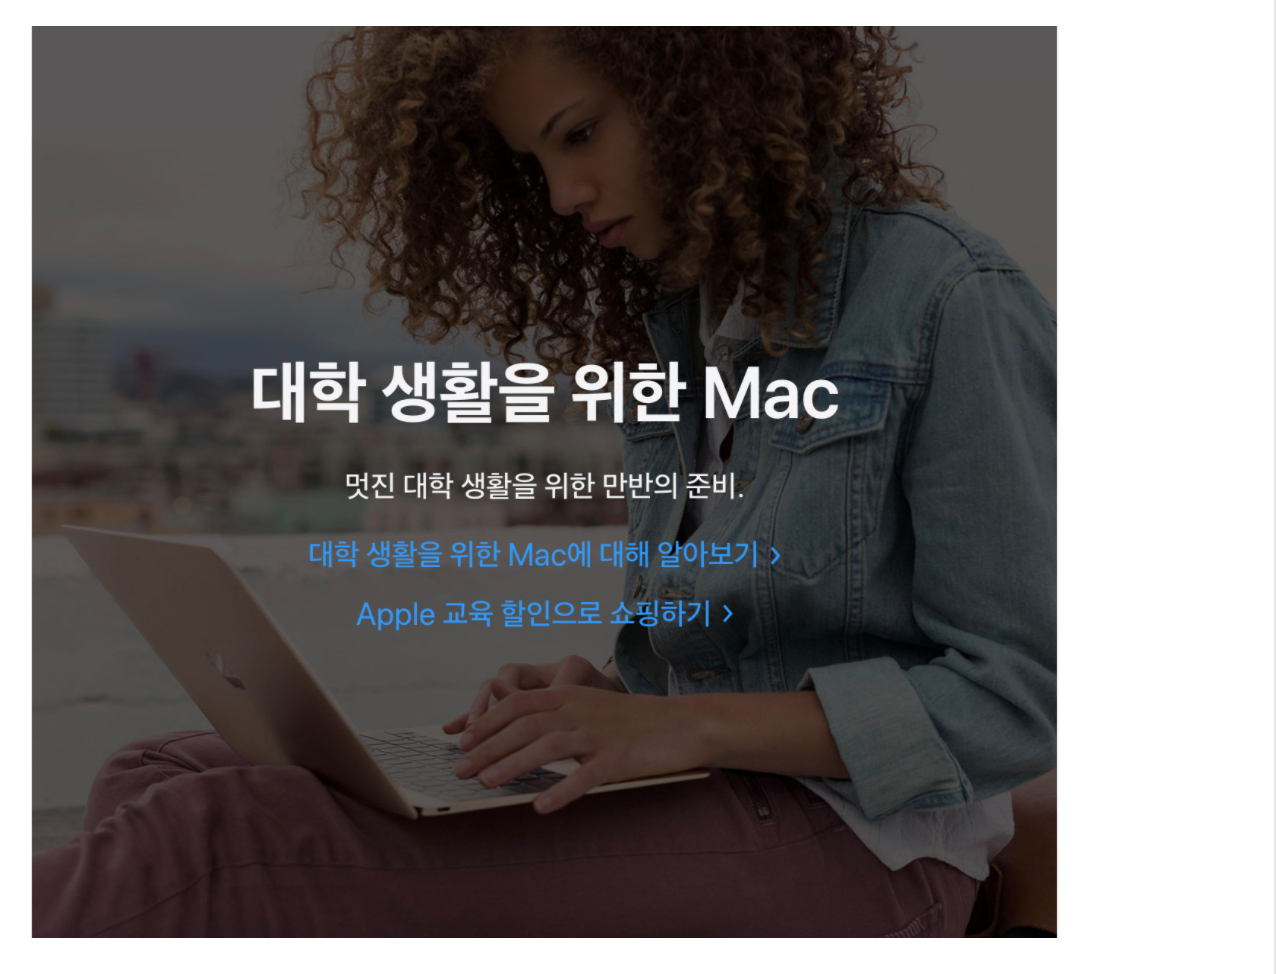 대학 생활을 위한 Mac
멋진 대학 생활을 위한 만반의 준비.
대학 생활을 위한 Mac에 대해 알아보기 >
Apple 교육 할인으로 쇼핑하기 >